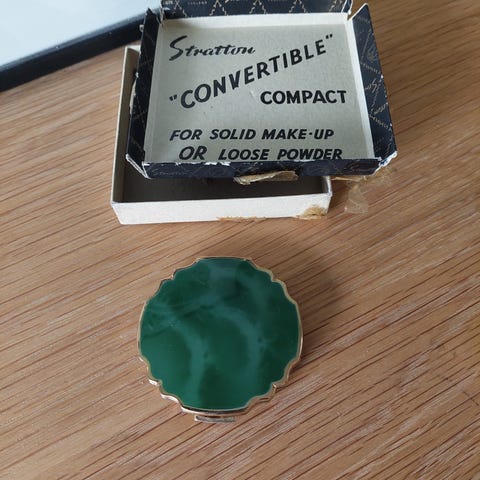 Stratton
"CONVERTIBLE"
COMPACT
FOR SOLID MAKE-UP
OR LOOSE POWDER